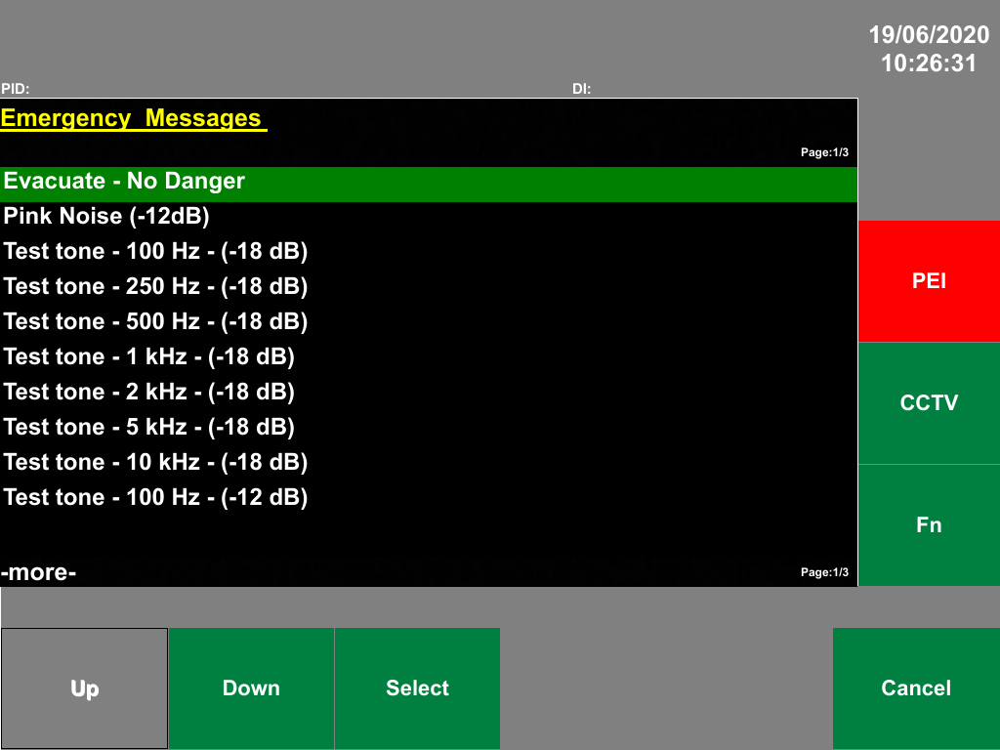 19/06/2020
10:26:31
PID:
DI:
Emergency Messages
Page:1/3
Evacuate - No Danger
Pink Noise (-12dB)
Test tone - 100 Hz - (-18 dB)
Test tone - 250 Hz - (-18 dB)
Test tone - 500 Hz - (-18 dB)
Test tone - 1 kHz - (-18 dB)
Test tone - 2 kHz - (-18 dB)
Test tone - 5 kHz - (-18 dB)
Test tone - 10 kHz - (-18 dB)
Test tone - 100 Hz - (-12 dB)
-more-
Page:1/3
PEI
CCTV
Fn
Up
Down
Select
Cancel